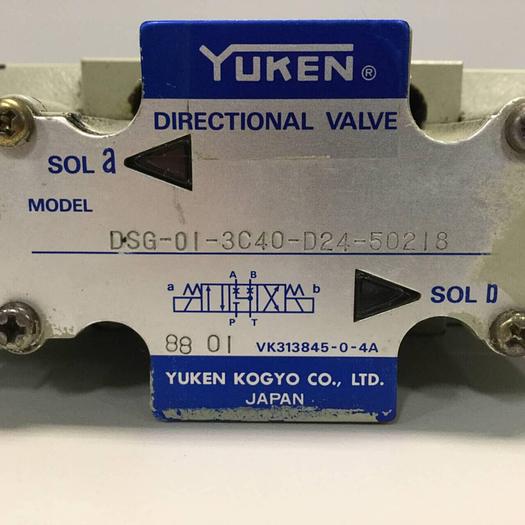 YUKEN®
DIRECTIONAL VALVE
SOL a
MODEL
DSG-01-3C40-D24-50218
A B
a b
P T
SOL b
88 01 VK313845-0-4A
YUKEN KOGYO CO., LTD.
JAPAN